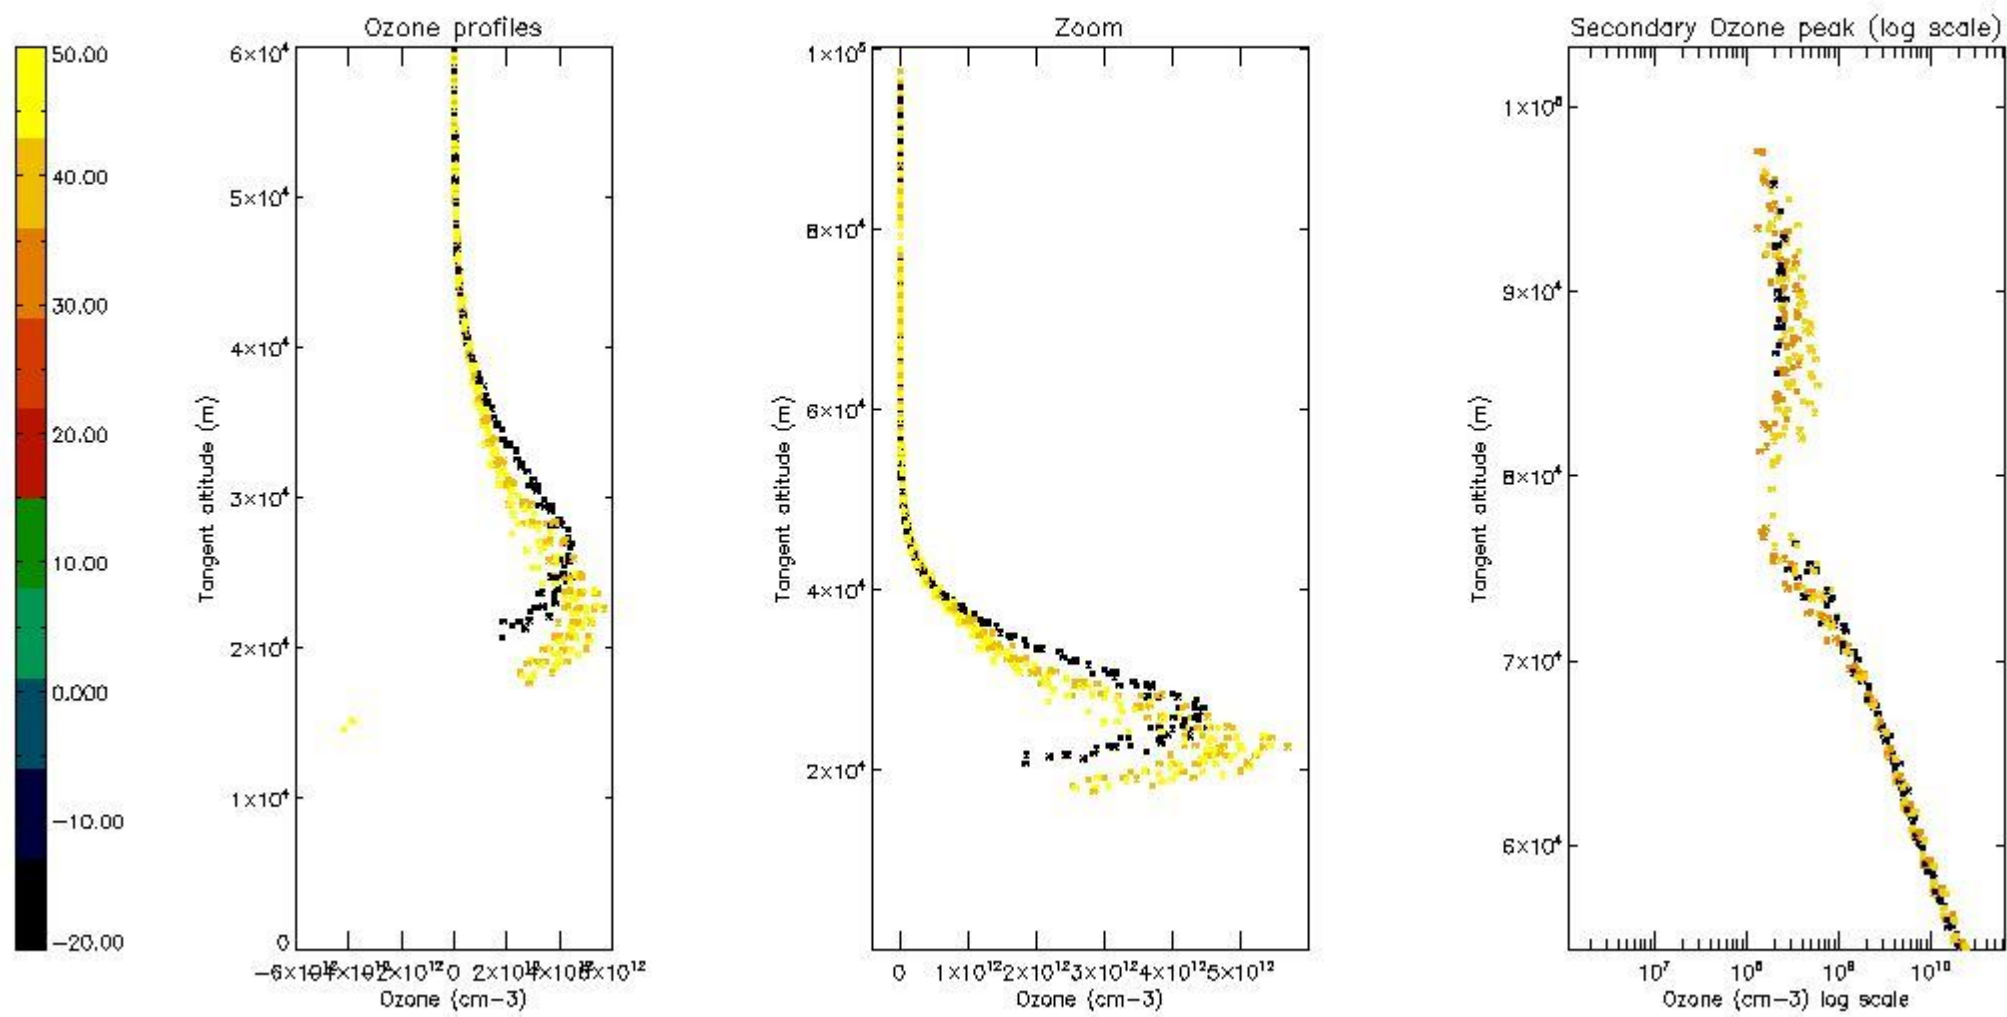 Ozone profiles
Zoom
Secondary Ozone peak (log scale)
50.00
40.00
30.00
20.00
10.00
0.000
−10.00
−20.00
6×10⁴
5×10⁴
4×10⁴
3×10⁴
2×10⁴
1×10⁴
0
Tangent altitude (m)
0
2×10¹²
Ozone (cm−3)
1×10⁵
8×10⁴
6×10⁴
4×10⁴
2×10⁴
Tangent altitude (m)
0 1×10¹² 2×10¹² 3×10¹² 4×10¹² 5×10¹²
Ozone (cm−3)
9×10⁴
8×10⁴
7×10⁴
6×10⁴
Tangent altitude (m)
10⁷ 10⁸ 10⁹ 10¹⁰
Ozone (cm−3) log scale